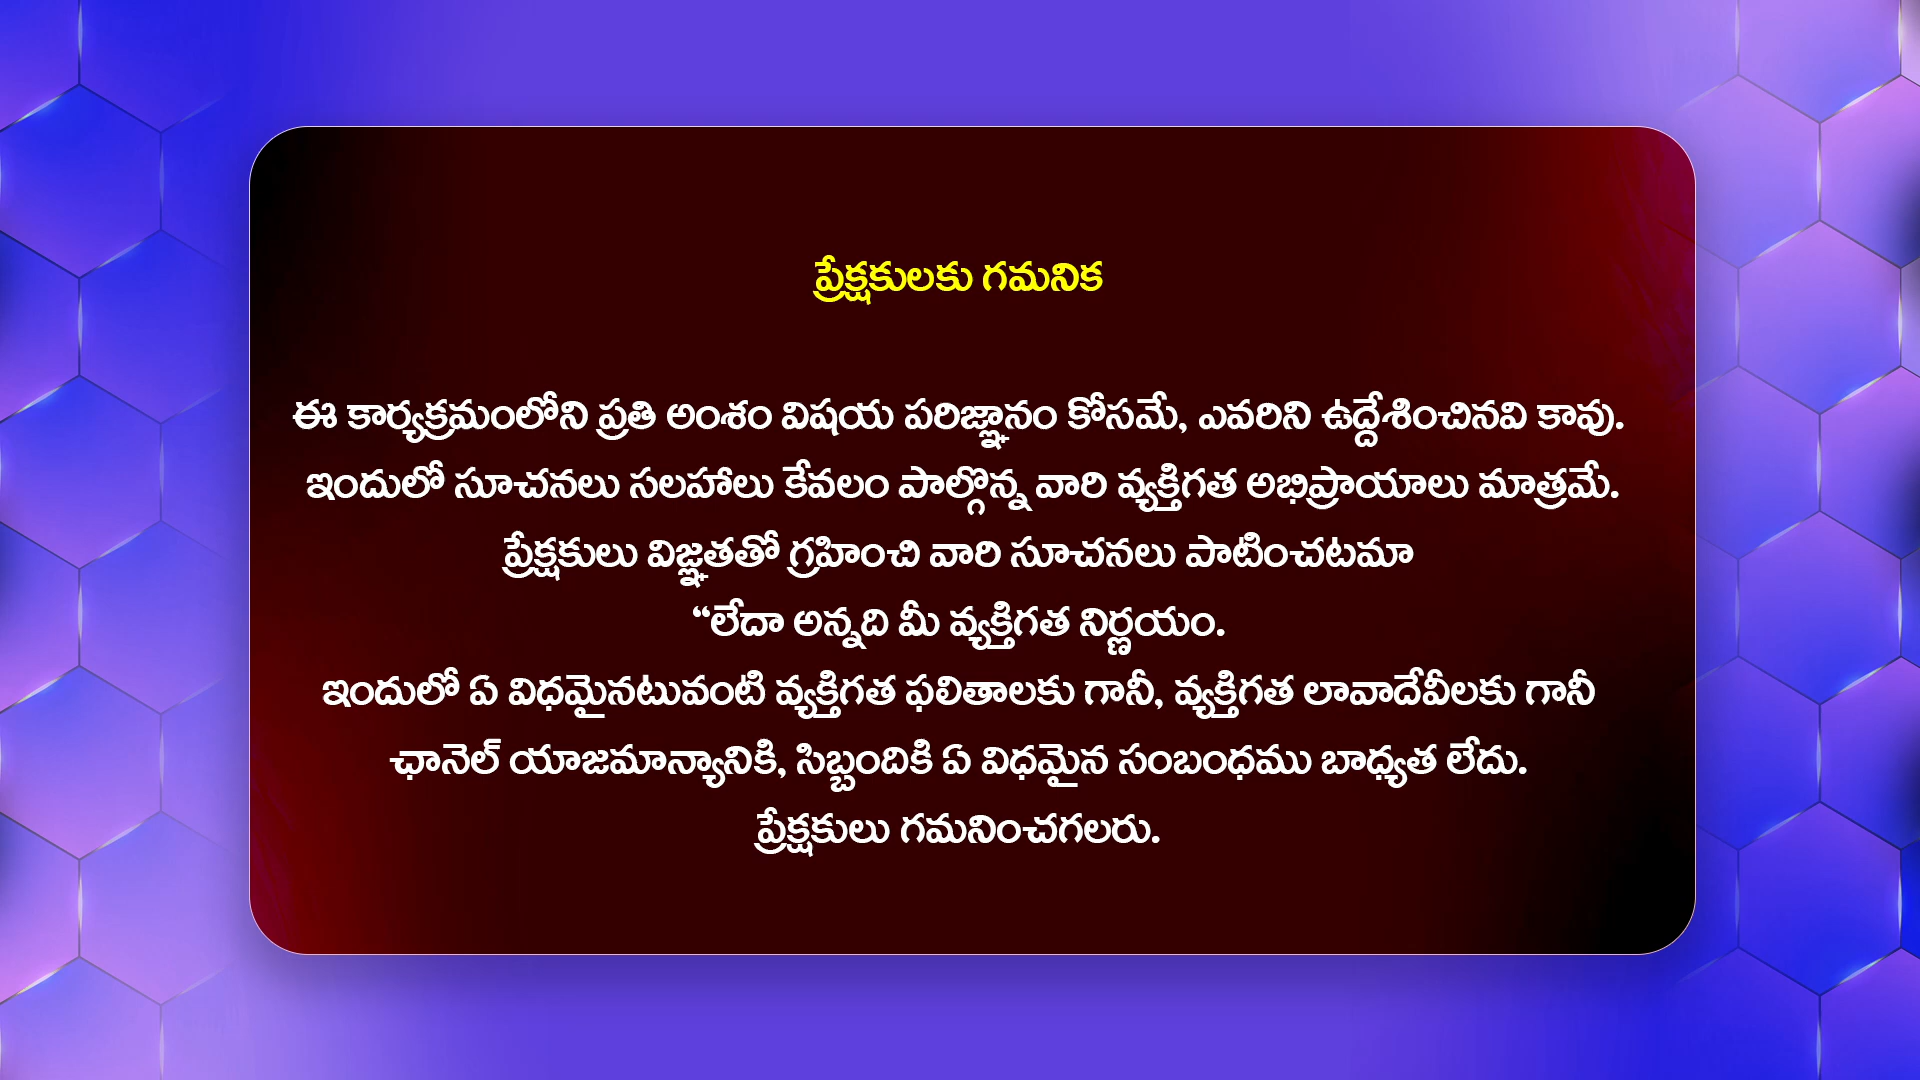 ప్రేక్షకులకు గమనిక
ఈ కార్యక్రమంలోని ప్రతి అంశం విషయ పరిజ్ఞానం కోసమే, ఎవరిని ఉద్దేశించినవి కావు.
ఇందులో సూచనలు సలహాలు కేవలం పాల్గొన్న వారి వ్యక్తిగత అభిప్రాయాలు మాత్రమే.
ప్రేక్షకులు విజ్ఞతతో గ్రహించి వారి సూచనలు పాటించటమా
“లేదా అన్నది మీ వ్యక్తిగత నిర్ణయం.
ఇందులో ఏ విధమైనటువంటి వ్యక్తిగత ఫలితాలకు గానీ, వ్యక్తిగత లావాదేవీలకు గానీ
ఛానెల్ యాజమాన్యానికి, సిబ్బందికి ఏ విధమైన సంబంధము బాధ్యత లేదు.
ప్రేక్షకులు గమనించగలరు.